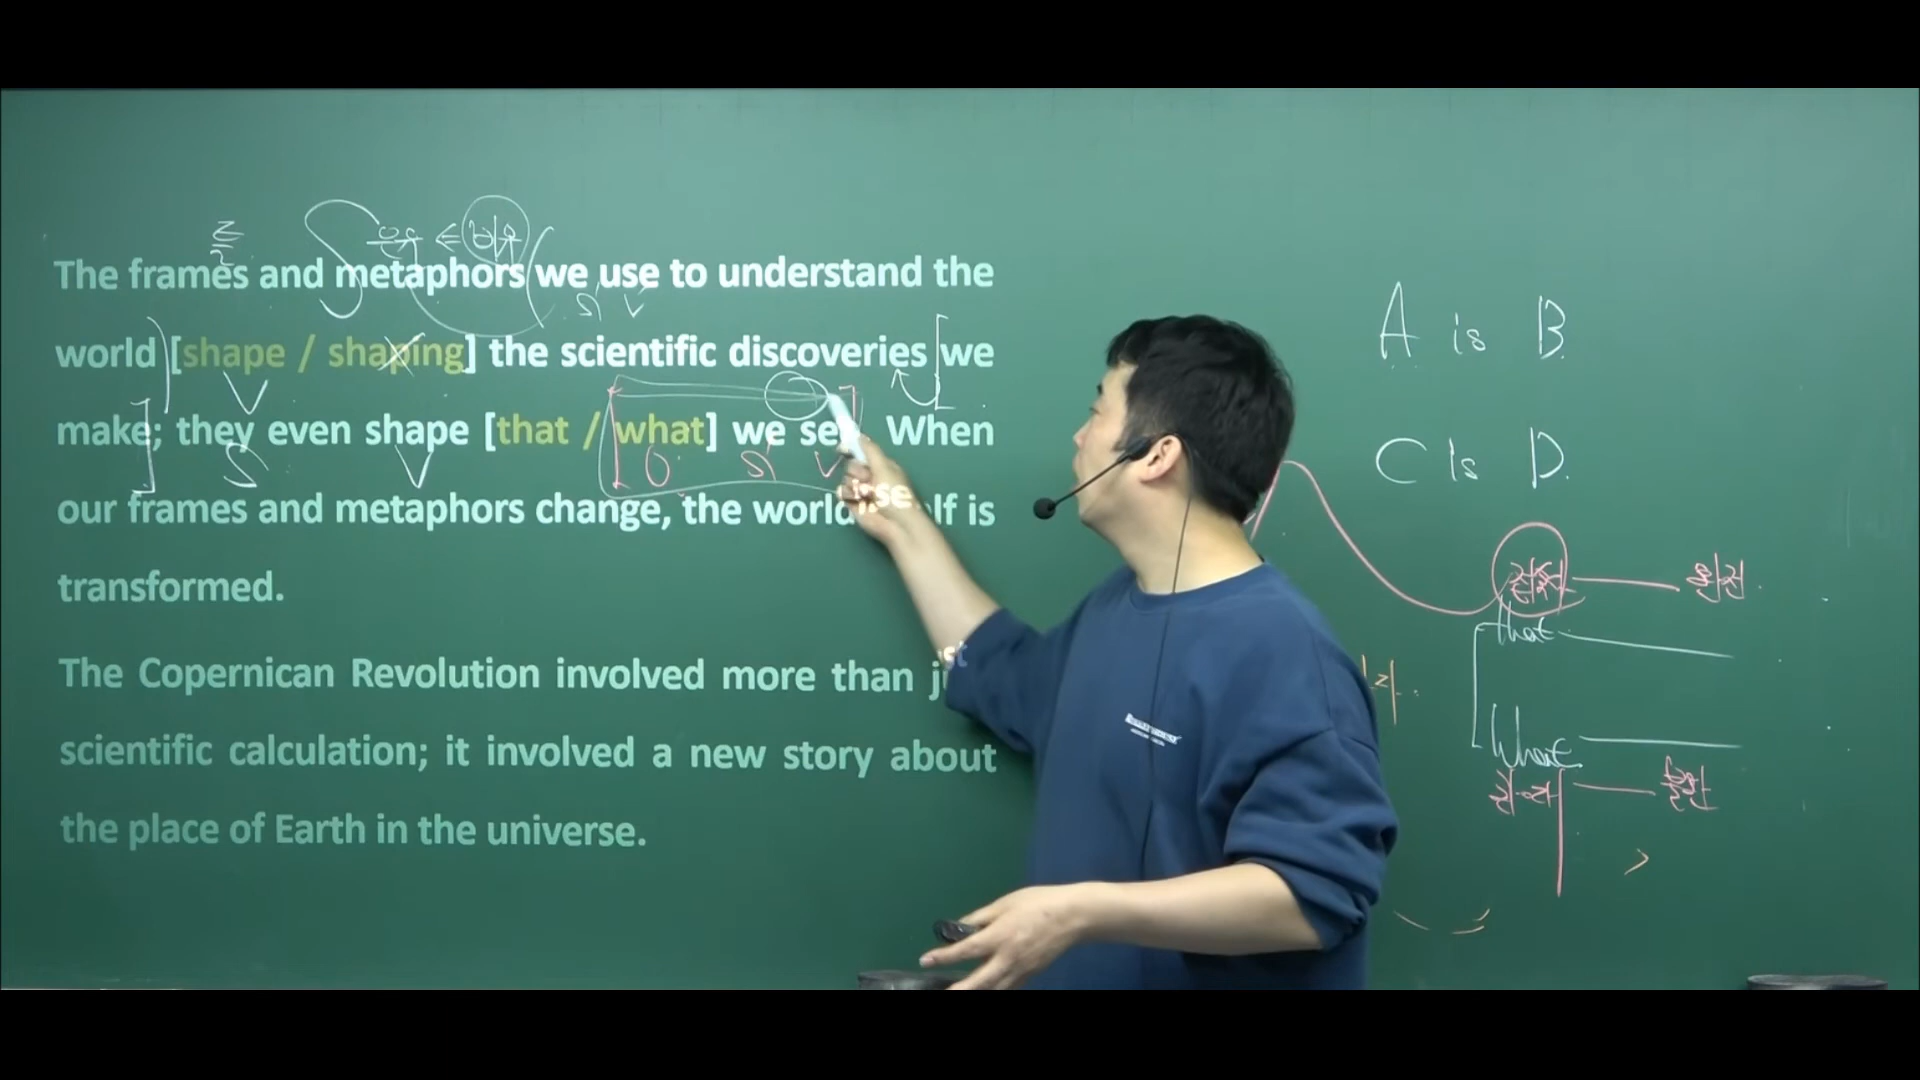 The frames and metaphors we use to understand the
world [shape / shaping] the scientific discoveries we
make; they even shape [that / what] we see. When
our frames and metaphors change, the world itself is
transformed.
The Copernican Revolution involved more than just
scientific calculation; it involved a new story about
the place of Earth in the universe.
S' V
V
S V
O S' V
A is B.
C is D.
that
what
완전